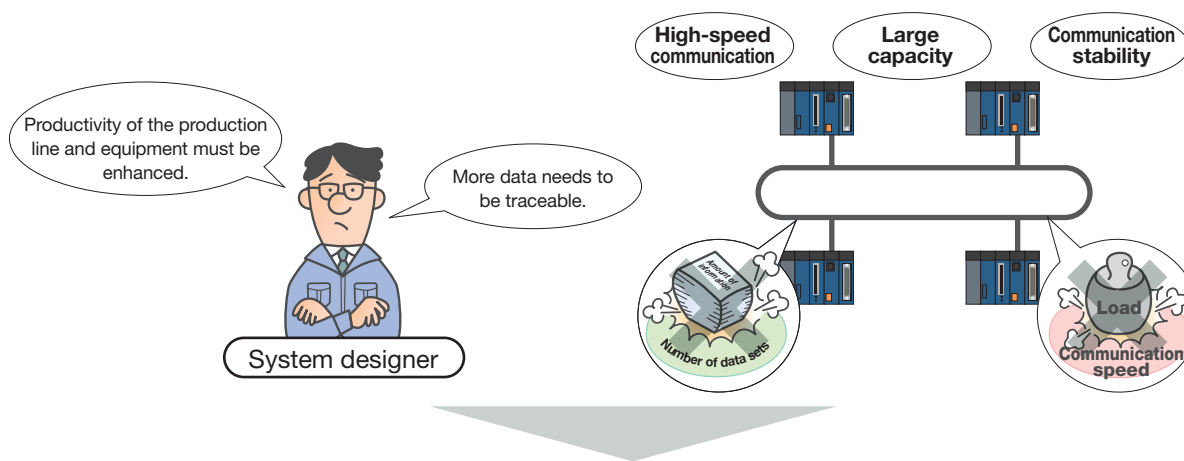 High-speed
communication
Large
capacity
Communication
stability
Productivity of the production
line and equipment must be
enhanced.
More data needs to
be traceable.
System designer
Amount of
information
Number of data sets
Load
Communication
speed